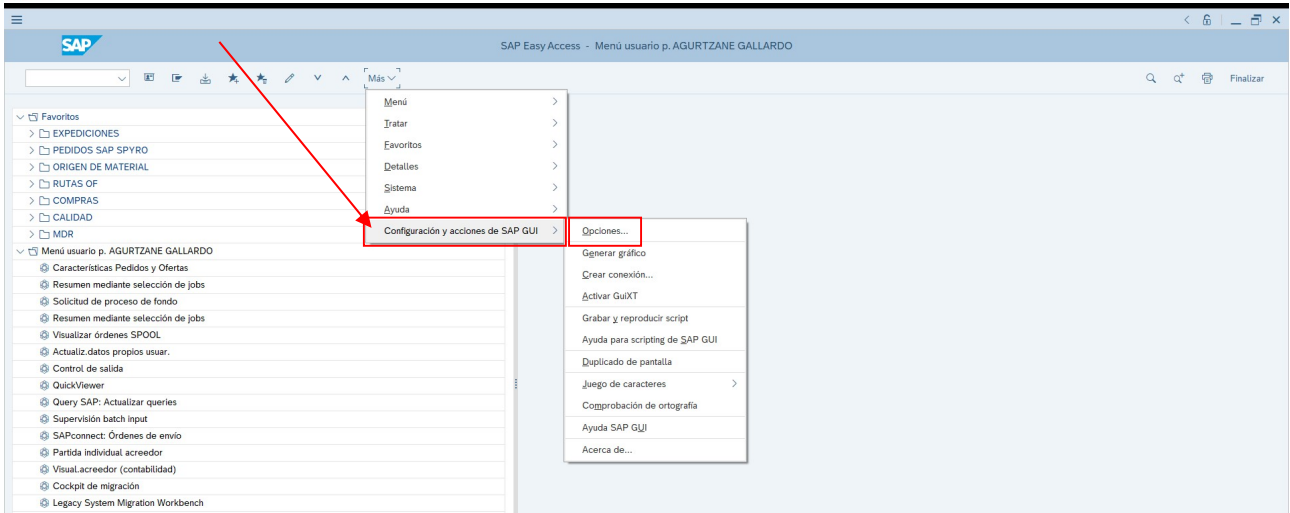 SAP
SAP Easy Access - Menú usuario p. AGURTZANE GALLARDO
Más
Finalizar
Menú
Tratar
Favoritos
Detalles
Sistema
Ayuda
Configuración y acciones de SAP GUI
Opciones...
Generar gráfico
Crear conexión...
Activar GuiXT
Grabar y reproducir script
Ayuda para scripting de SAP GUI
Duplicado de pantalla
Juego de caracteres
Comprobación de ortografía
Ayuda SAP GUI
Acerca de...
Favoritos
EXPEDICIONES
PEDIDOS SAP SPYRO
ORIGEN DE MATERIAL
RUTAS OF
COMPRAS
CALIDAD
MDR
Menú usuario p. AGURTZANE GALLARDO
Características Pedidos y Ofertas
Resumen mediante selección de jobs
Solicitud de proceso de fondo
Resumen mediante selección de jobs
Visualizar órdenes SPOOL
Actualiz.datos propios usuar.
Control de salida
QuickViewer
Query SAP: Actualizar queries
Supervisión batch input
SAPconnect: Órdenes de envío
Partida individual acreedor
Visual.acreedor (contabilidad)
Cockpit de migración
Legacy System Migration Workbench